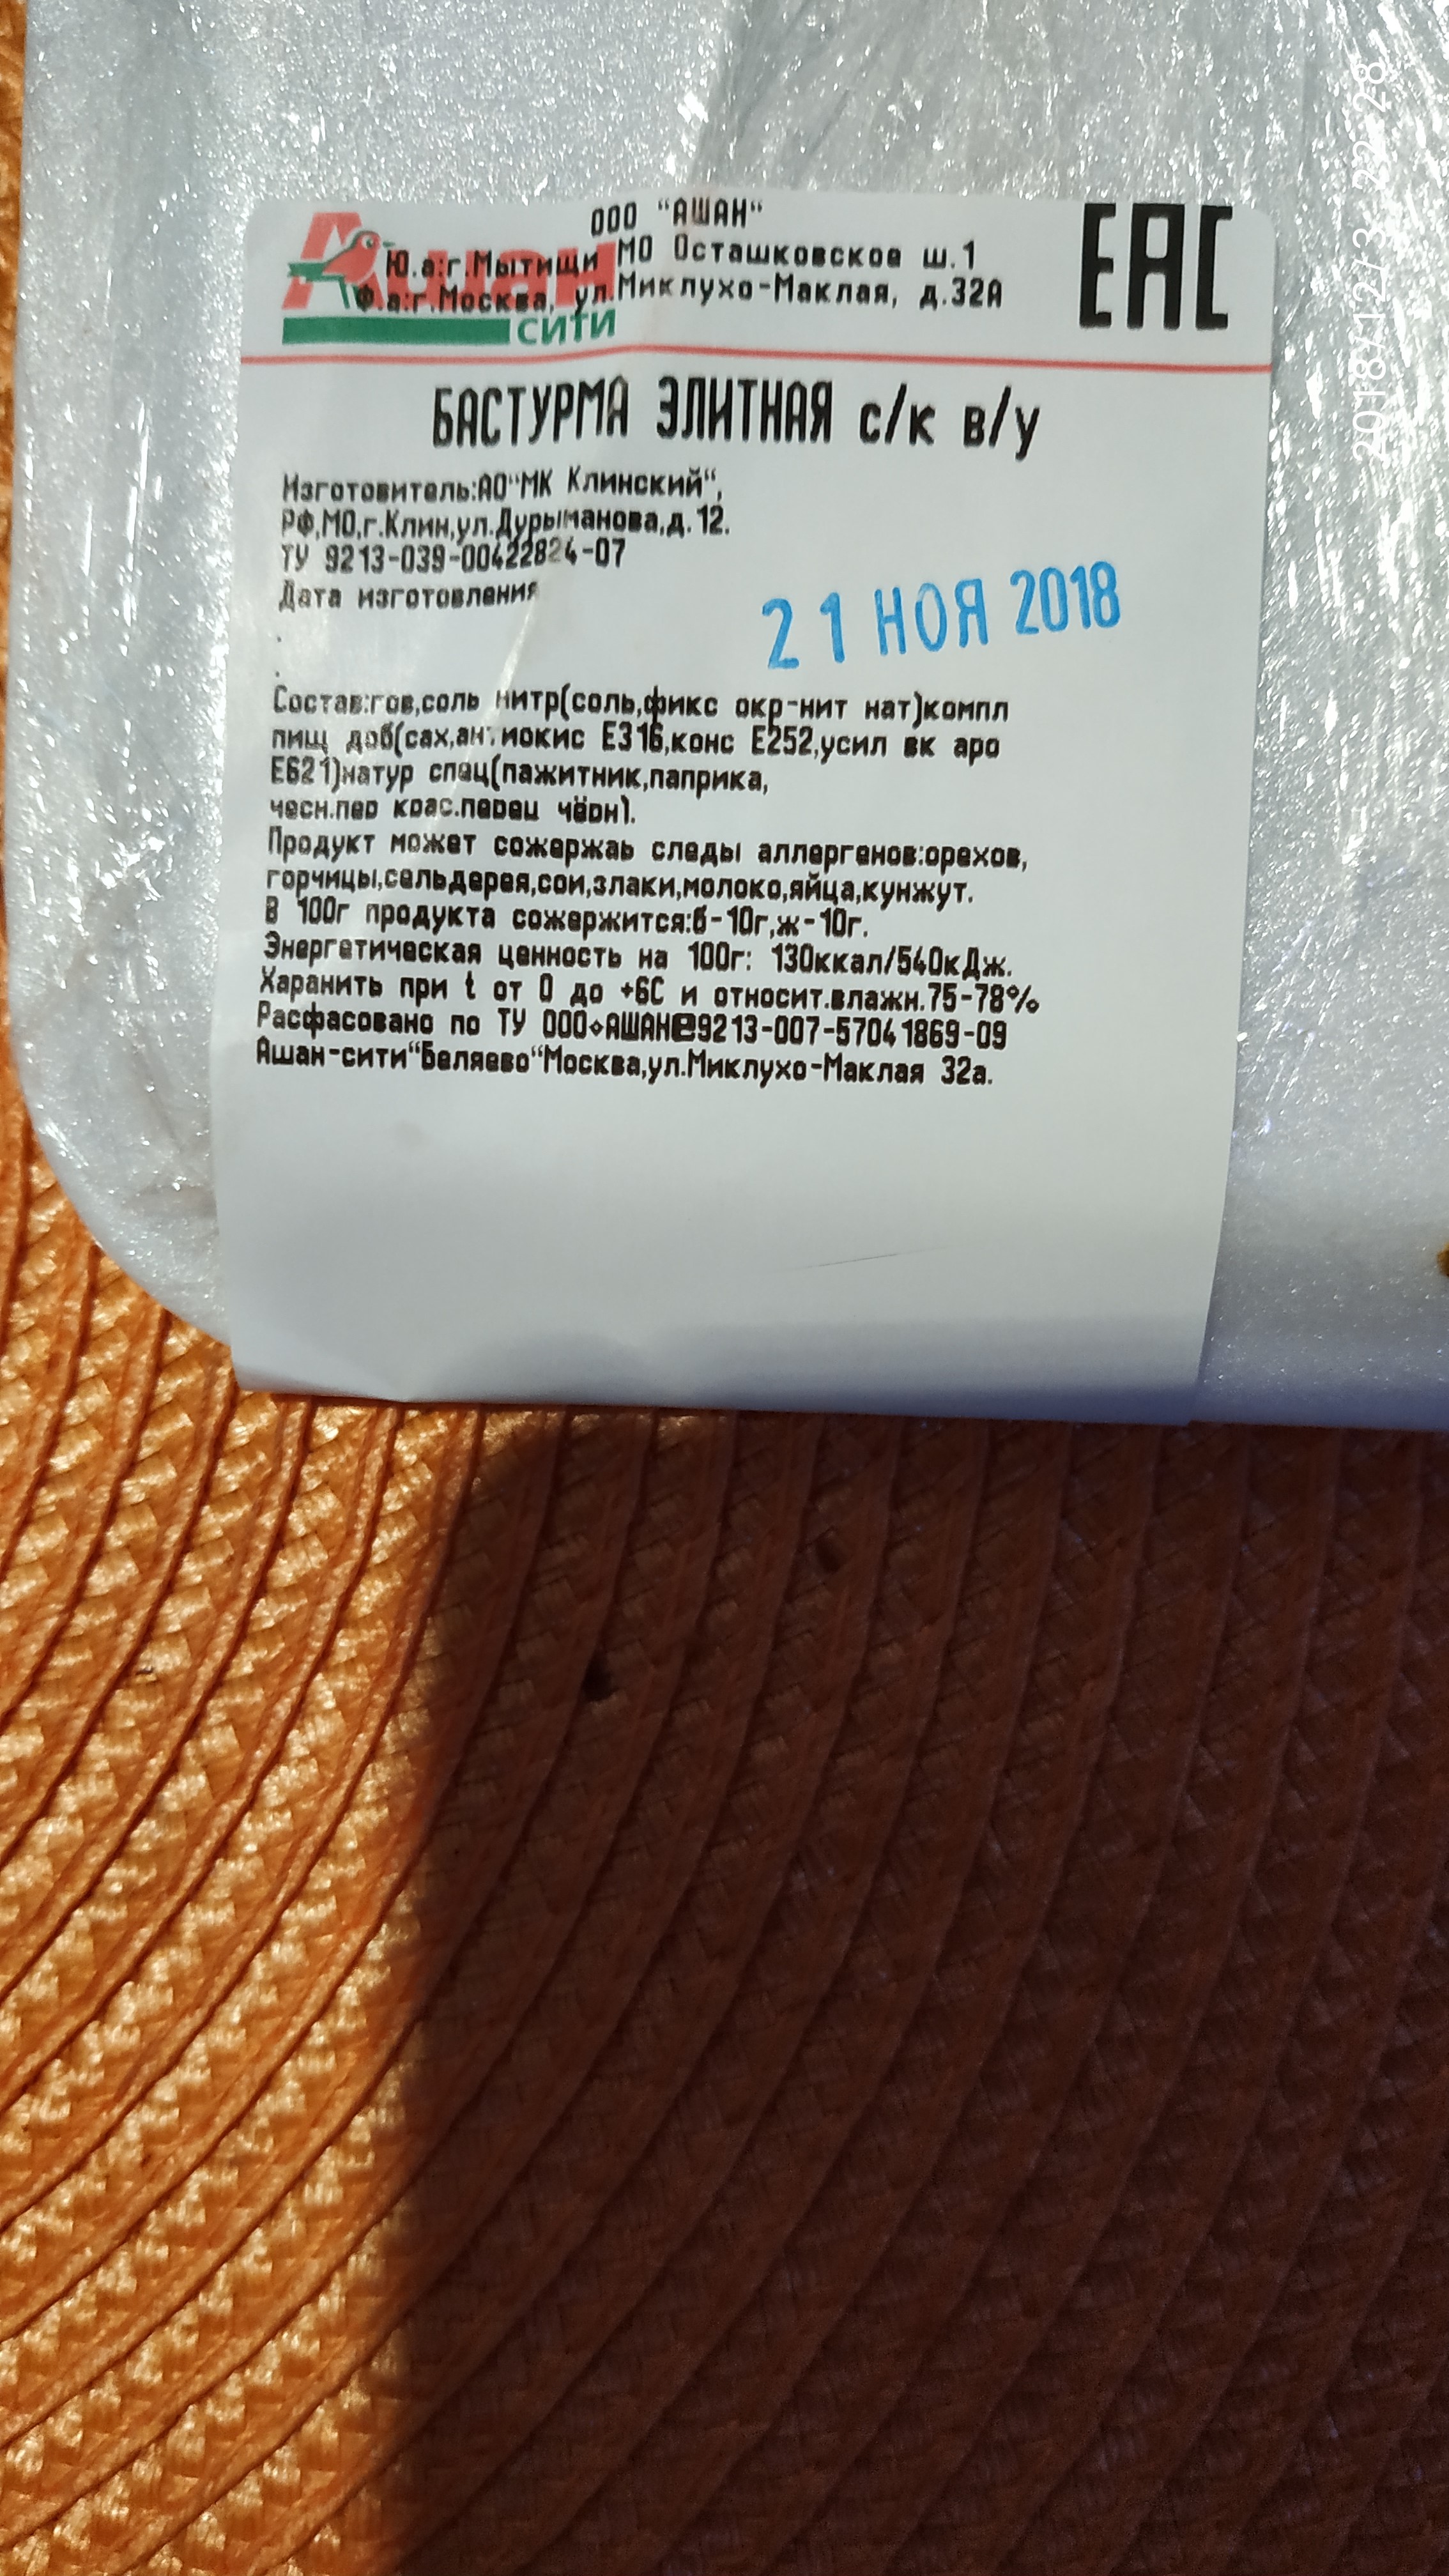 ООО "АШАН"
Ашан
Ю.а:г.Мытищи МО Осташковское ш.1
Ф.а:г.Москва, ул.Миклухо-Маклая, д.32А
СИТИ
ЕАС
БАСТУРМА ЭЛИТНАЯ с/к в/у
Изготовитель:АО"МК Клинский",
РФ,МО,г.Клин,ул.Дурыманова,д.12.
ТУ 9213-039-00422824-07
Дата изготовления
21 НОЯ 2018
.
.
Состав:гов,соль нитр(соль,фикс окр-нит нат)компл
пищ доб(сах,антиокис Е316,конс Е252,усил вк аро
Е621)натур спец(пажитник,паприка,
чесн.пер крас.перец чёрн).
Продукт может сожержаь следы аллергенов:орехов,
горчицы,сельдерея,сои,злаки,молоко,яйца,кунжут.
В 100г продукта сожержится:б-10г,ж-10г.
Энергетическая ценность на 100г: 130ккал/540кДж.
Харанить при t от 0 до +6С и относит.влажн.75-78%
Расфасовано по ТУ ООО⋄АШАН℮9213-007-57041869-09
Ашан-сити"Беляево"Москва,ул.Миклухо-Маклая 32а.
2018/12/3 22:28